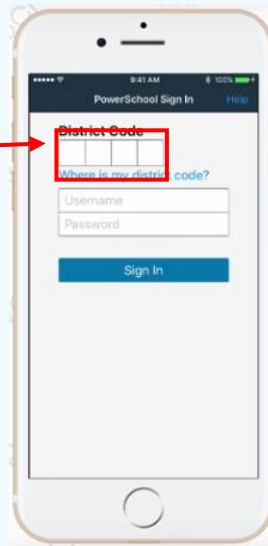 9:41 AM 100%
PowerSchool Sign In Help
District Code
Where is my district code?
Username
Password
Sign In